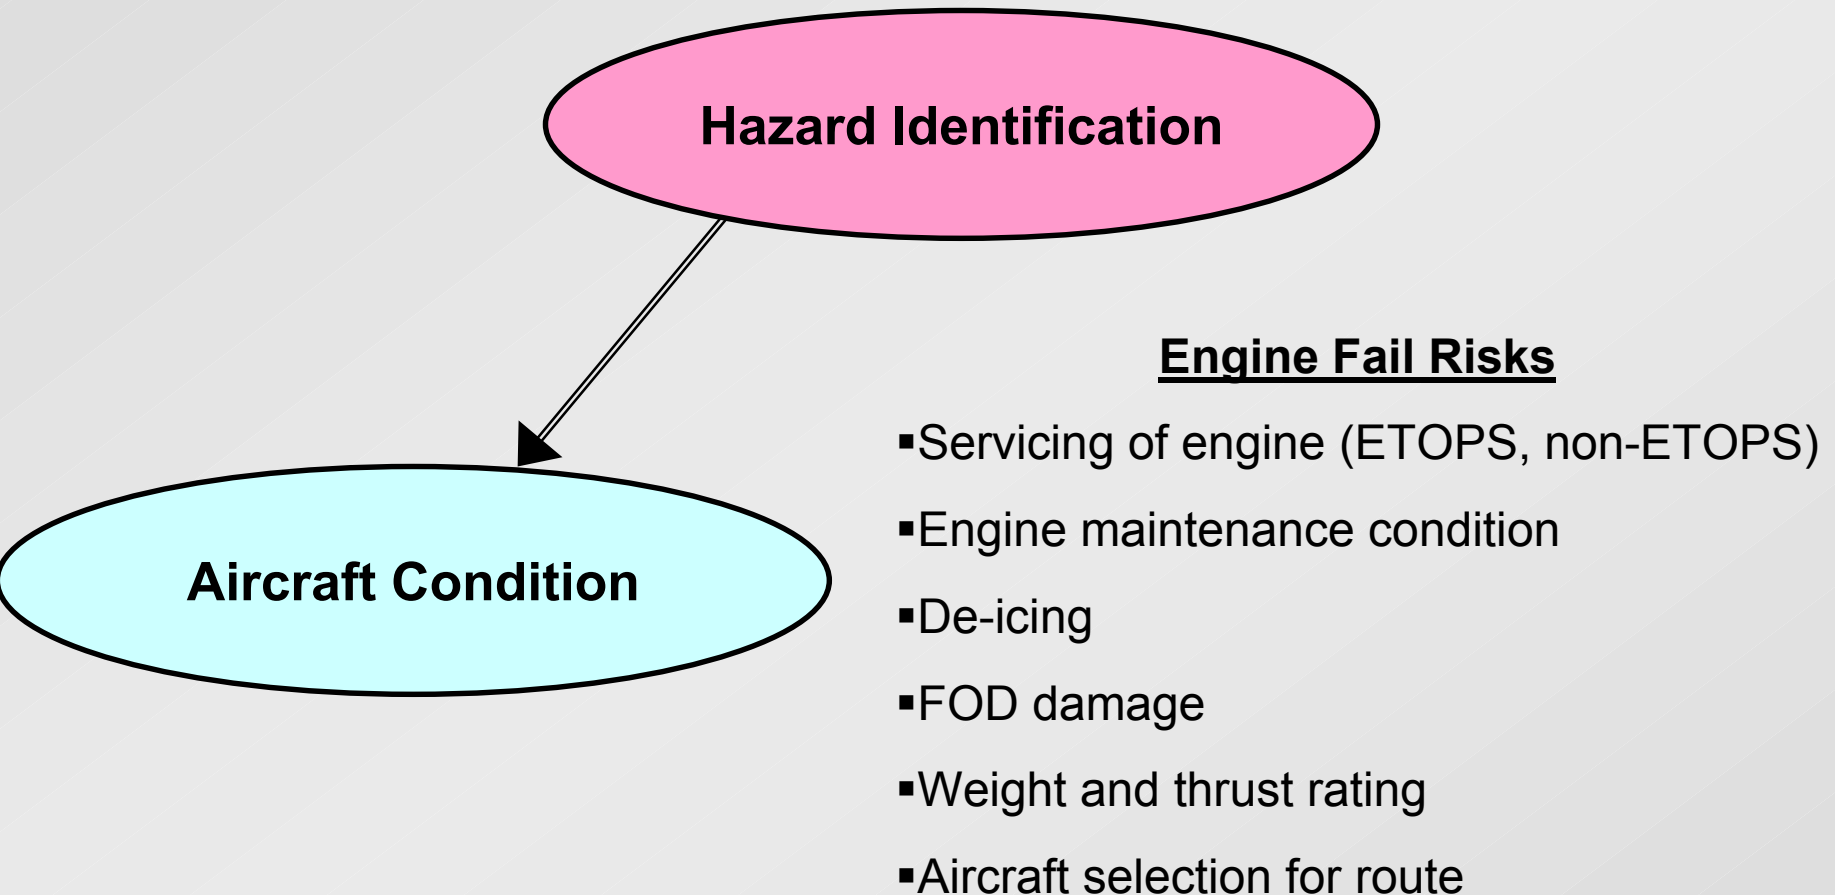 Hazard Identification
Engine Fail Risks
▪Servicing of engine (ETOPS, non-ETOPS)
▪Engine maintenance condition
Aircraft Condition
▪De-icing
▪FOD damage
▪Weight and thrust rating
▪Aircraft selection for route